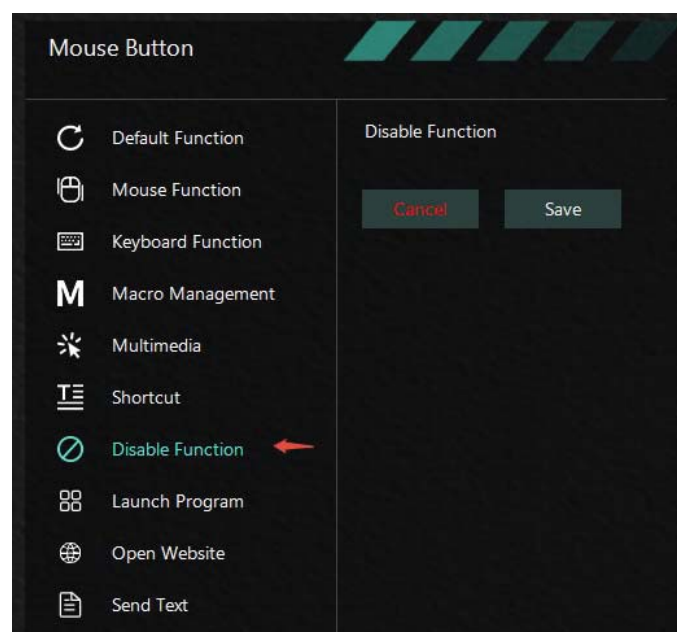 Mouse Button
Default Function
Mouse Function
Keyboard Function
Macro Management
Multimedia
Shortcut
Disable Function
Launch Program
Open Website
Send Text
Disable Function
Cancel
Save